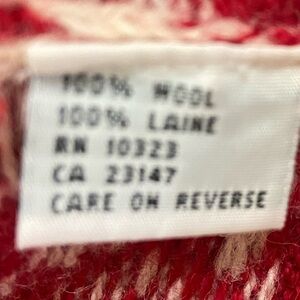 100% WOOL
100% LAINE
RN 10323
CA 23147
CARE ON REVERSE